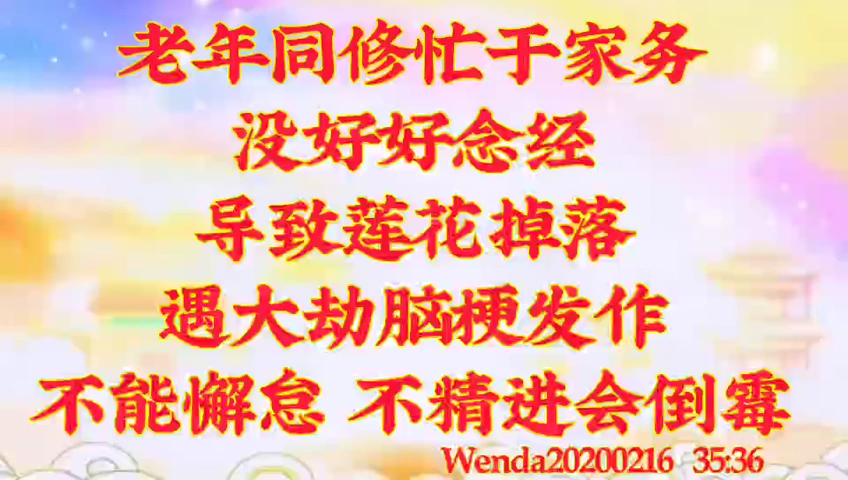 老年同修忙于家务
没好好念经
导致莲花掉落
遇大劫脑梗发作
不能懈怠 不精进会倒霉
Wenda20200216 35:36